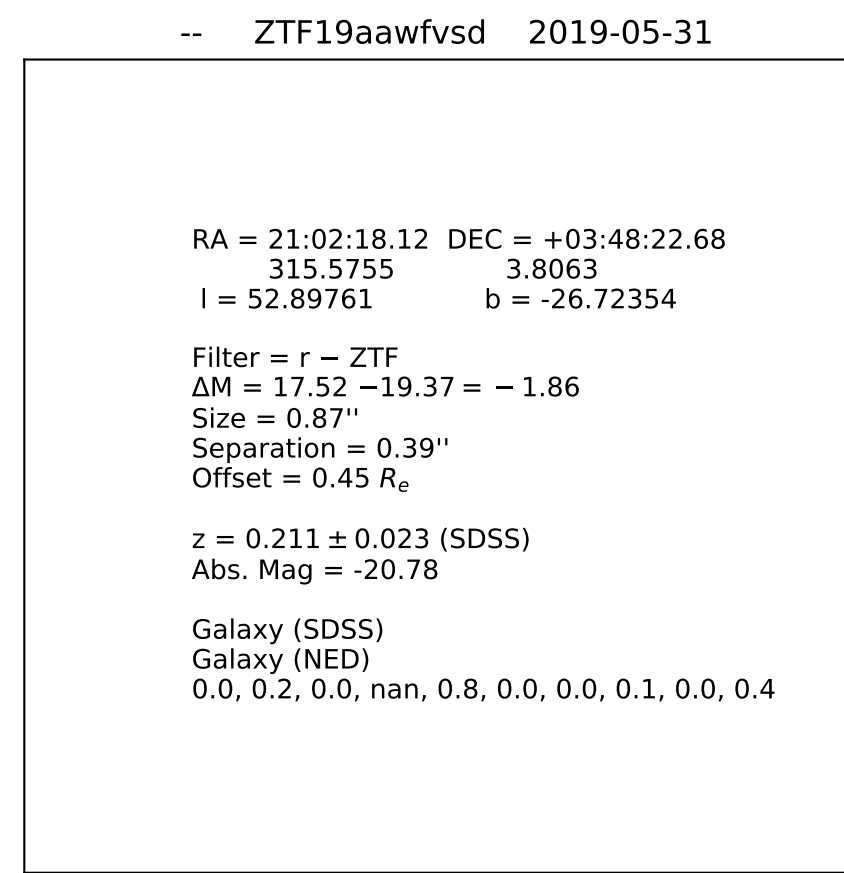 -- ZTF19aawfvsd 2019-05-31
RA = 21:02:18.12 DEC = +03:48:22.68
315.5755 3.8063
l = 52.89761 b = -26.72354
Filter = r − ZTF
ΔM = 17.52 −19.37 = − 1.86
Size = 0.87''
Separation = 0.39''
Offset = 0.45 Rₑ
z = 0.211 ± 0.023 (SDSS)
Abs. Mag = -20.78
Galaxy (SDSS)
Galaxy (NED)
0.0, 0.2, 0.0, nan, 0.8, 0.0, 0.0, 0.1, 0.0, 0.4